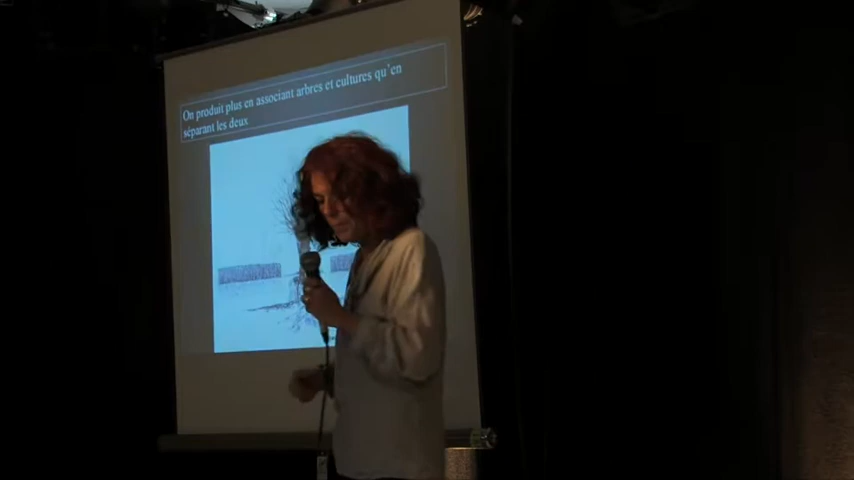 On produit plus en associant arbres et cultures qu'en
séparant les deux